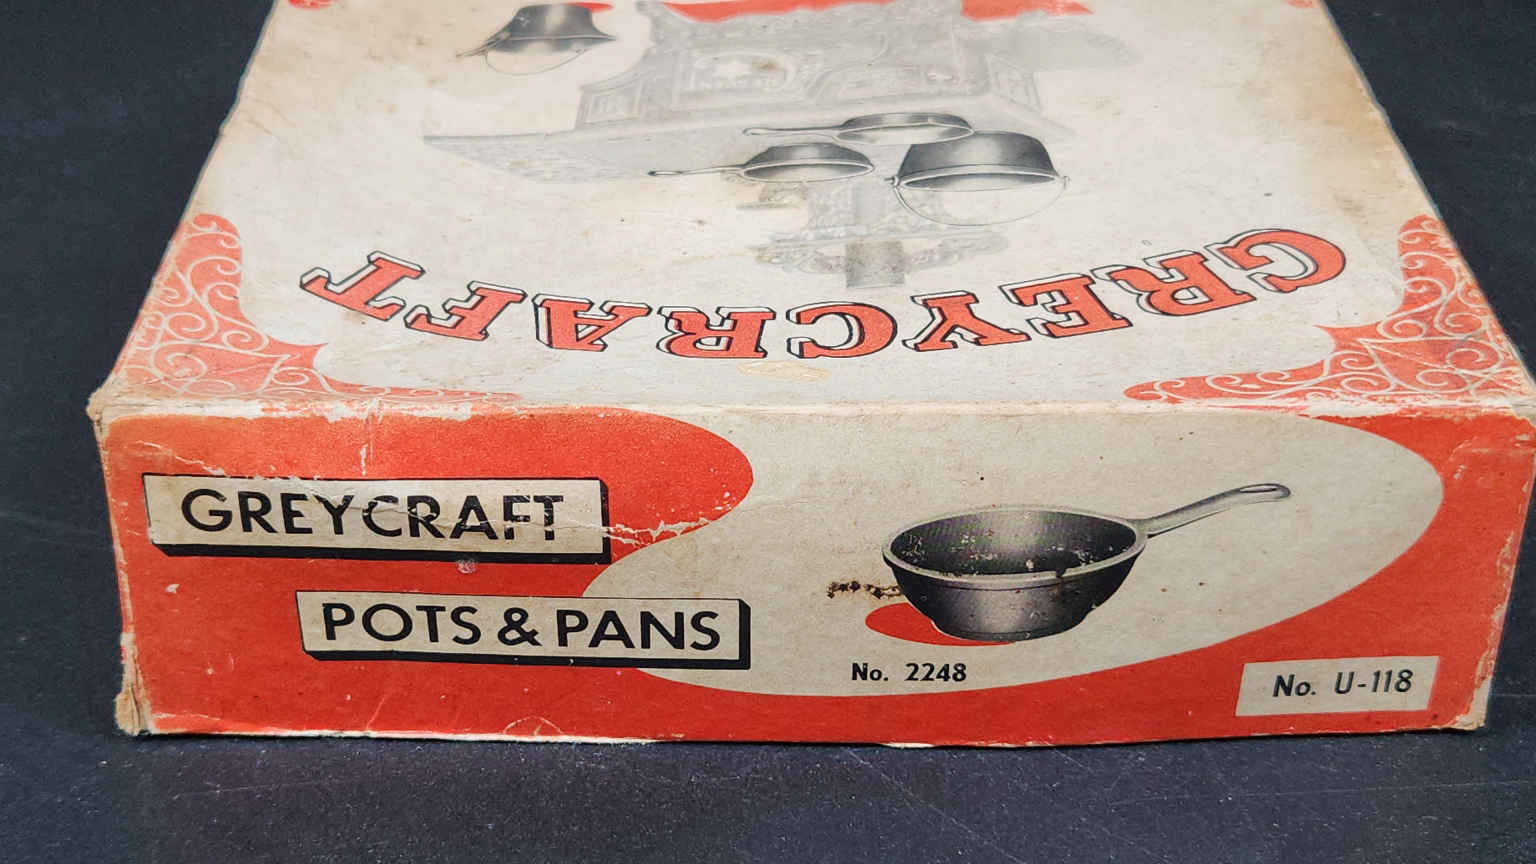 GREYCRAFT
GREYCRAFT
POTS & PANS
No. 2248
No. U-118